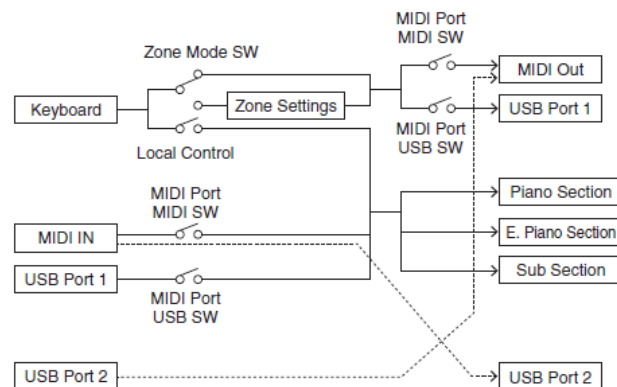 MIDI Port
MIDI SW
Zone Mode SW
MIDI Out
Keyboard
Zone Settings
USB Port 1
MIDI Port
USB SW
Local Control
MIDI Port
MIDI SW
Piano Section
MIDI IN
E. Piano Section
USB Port 1
Sub Section
MIDI Port
USB SW
USB Port 2
USB Port 2